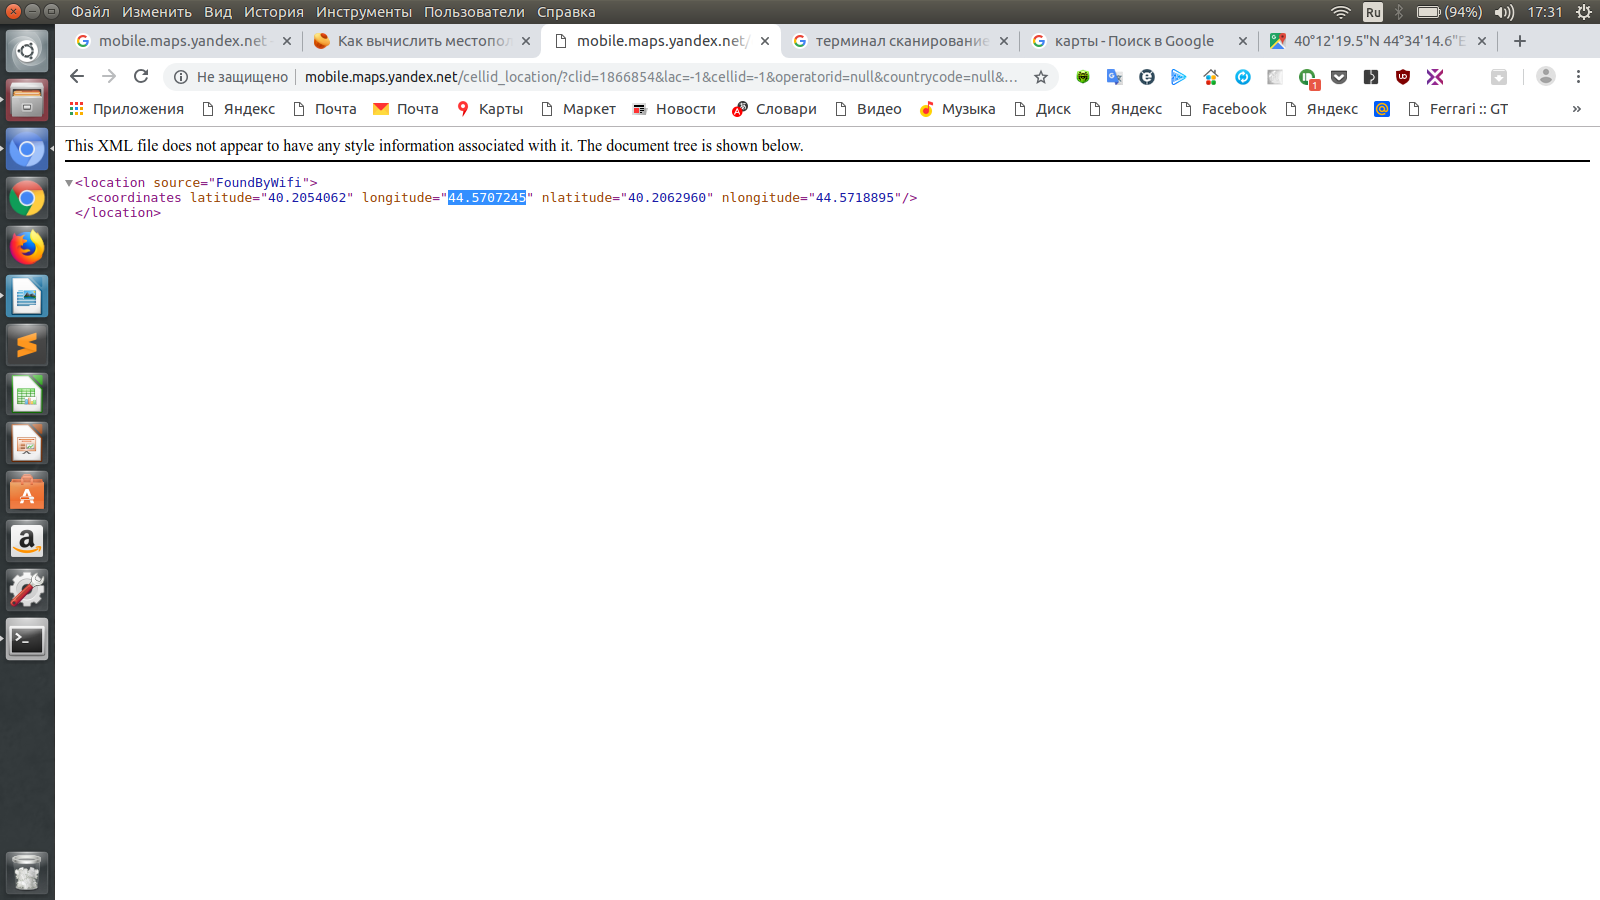 Файл Изменить Вид История Инструменты Пользователи Справка Ru (94%) 17:31
mobile.maps.yandex.net Как вычислить местопол mobile.maps.yandex.net/ терминал сканирование карты - Поиск в Google 40°12'19.5"N 44°34'14.6"E
Не защищено mobile.maps.yandex.net/cellid_location/?clid=1866854&lac=-1&cellid=-1&operatorid=null&countrycode=null&...
Приложения Яндекс Почта Почта Карты Маркет Новости Словари Видео Музыка Диск Яндекс Facebook Яндекс Ferrari :: GT »
This XML file does not appear to have any style information associated with it. The document tree is shown below.
<location source="FoundByWifi">
<coordinates latitude="40.2054062" longitude="44.5707245" nlatitude="40.2062960" nlongitude="44.5718895"/>
</location>